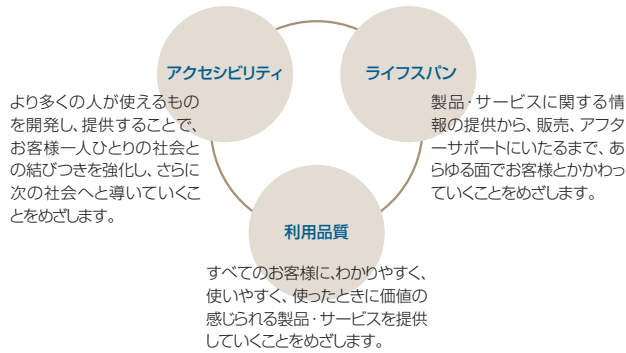 アクセシビリティ
より多くの人が使えるもの
を開発し、提供することで、
お客様一人ひとりの社会と
の結びつきを強化し、さらに
次の社会へと導いていくこ
とをめざします。
ライフスパン
製品・サービスに関する情
報の提供から、販売、アフタ
ーサポートにいたるまで、あ
らゆる面でお客様とかかわっ
ていくことをめざします。
利用品質
すべてのお客様に、わかりやすく、
使いやすく、使ったときに価値の
感じられる製品・サービスを提供
していくことをめざします。